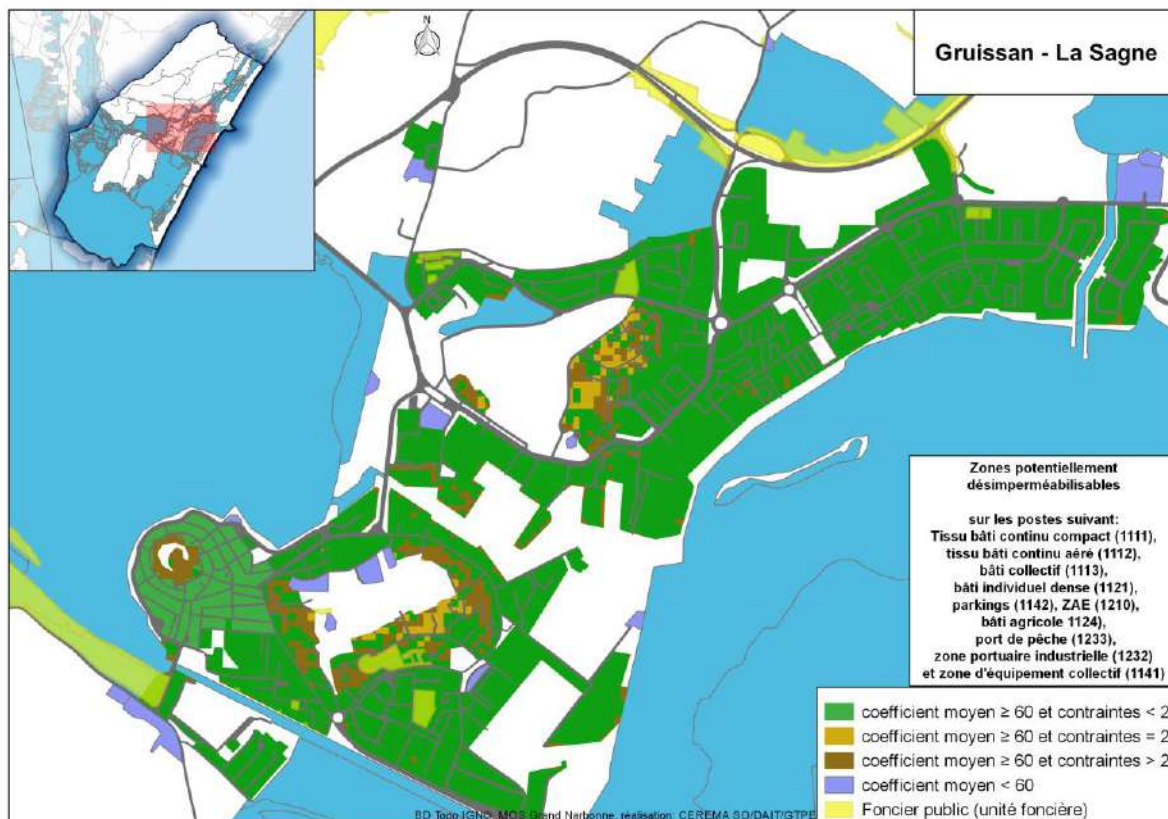 N
Gruissan - La Sagne
Zones potentiellement
désimperméabilisables
sur les postes suivant:
Tissu bâti continu compact (1111),
tissu bâti continu aéré (1112),
bâti collectif (1113),
bâti individuel dense (1121),
parkings (1142), ZAE (1210),
bâti agricole 1124),
port de pêche (1233),
zone portuaire industrielle (1232)
et zone d'équipement collectif (1141)
coefficient moyen ≥ 60 et contraintes < 2
coefficient moyen ≥ 60 et contraintes = 2
coefficient moyen ≥ 60 et contraintes > 2
coefficient moyen < 60
Foncier public (unité foncière)
BD Topo IGN©, MOS Grand Narbonne, réalisation: CEREMA SO/DAIT/GTPE